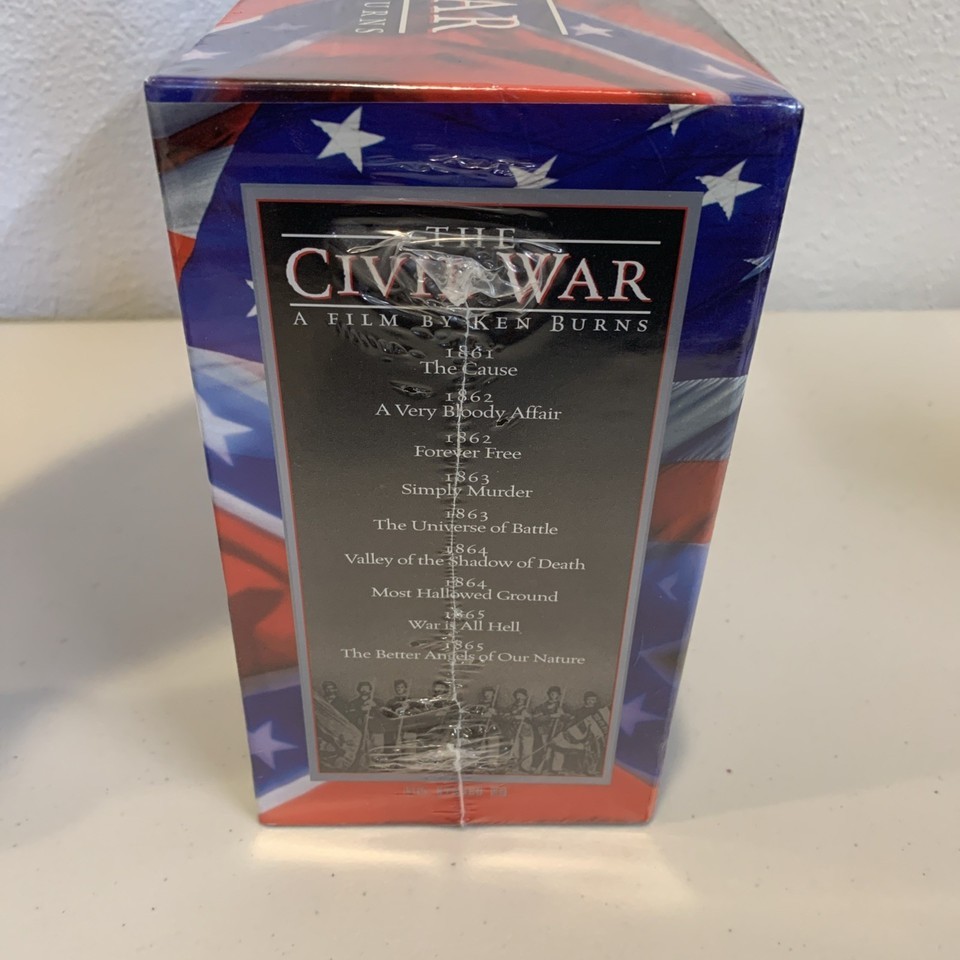 WAR
BURNS
THE
CIVIL WAR
A FILM BY KEN BURNS
1861
The Cause
1862
A Very Bloody Affair
1862
Forever Free
1863
Simply Murder
1863
The Universe of Battle
1864
Valley of the Shadow of Death
1864
Most Hallowed Ground
1865
War is All Hell
1865
The Better Angels of Our Nature